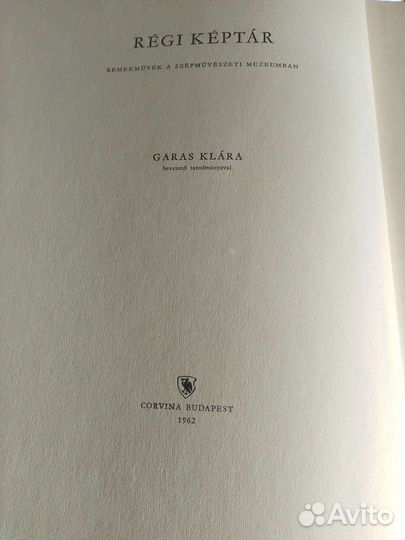 RÉGI KÉPTÁR
REMEKMŰVEK A SZÉPMŰVÉSZETI MÚZEUMBAN
GARAS KLÁRA
bevezető tanulmányával
CORVINA BUDAPEST
1962
Avito